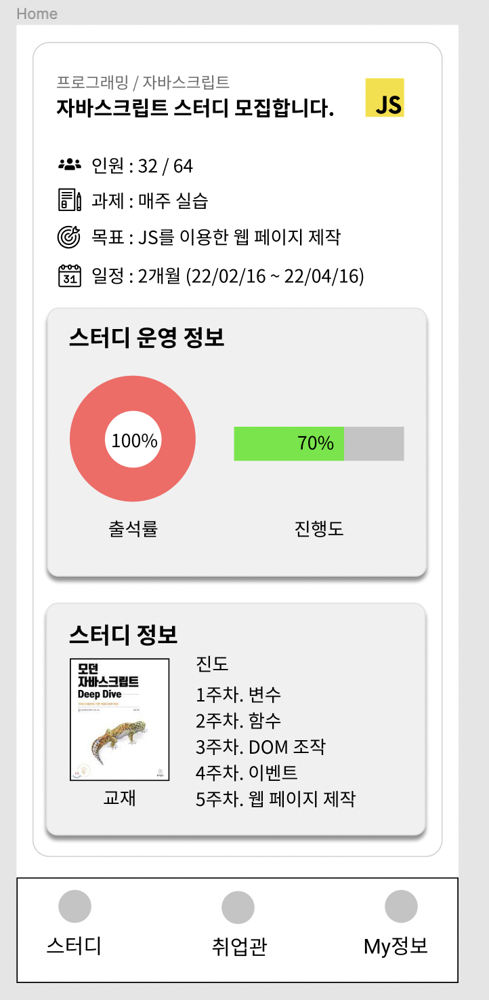 Home
프로그래밍 / 자바스크립트
자바스크립트 스터디 모집합니다.
JS
인원 : 32 / 64
과제 : 매주 실습
목표 : JS를 이용한 웹 페이지 제작
31
일정 : 2개월 (22/02/16 ~ 22/04/16)
스터디 운영 정보
100%
70%
출석률
진행도
스터디 정보
모던
자바스크립트
Deep Dive
교재
진도
1주차. 변수
2주차. 함수
3주차. DOM 조작
4주차. 이벤트
5주차. 웹 페이지 제작
스터디
취업관
My정보